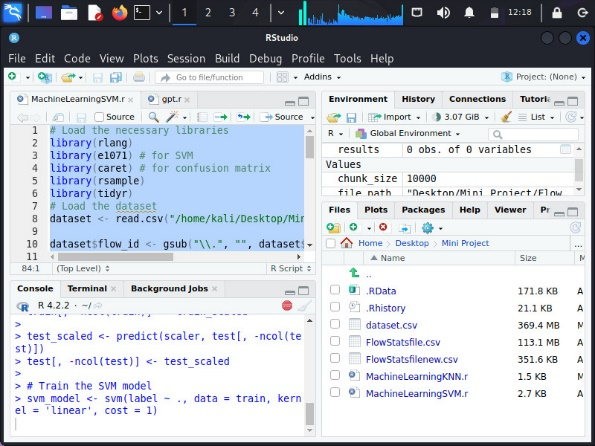 1 2 3 4 12:18
RStudio
File Edit Code View Plots Session Build Debug Profile Tools Help
Go to file/function Addins Project: (None)
MachineLearningSVM.r gpt.r
Source Source
1 # Load the necessary libraries
2 library(rlang)
3 library(e1071) # for SVM
4 library(caret) # for confusion matrix
5 library(rsample)
6 library(tidyr)
7 # Load the dataset
8 dataset <- read.csv("/home/kali/Desktop/Min
9
10 dataset$flow_id <- gsub("\\.", "", dataset$
11
84:1 (Top Level) R Script
Console Terminal Background Jobs
R 4.2.2 · ~/
>
> test_scaled <- predict(scaler, test[, -ncol(te
st)])
> test[, -ncol(test)] <- test_scaled
>
> # Train the SVM model
> svm_model <- svm(label ~ ., data = train, kern
el = 'linear', cost = 1)
Environment History Connections Tutori
Import 3.07 GiB List
R Global Environment
results 0 obs. of 0 variables
Values
chunk_size 10000
file_path "Desktop/Mini Project/Flow
Files Plots Packages Help Viewer Pr
Home Desktop Mini Project ...
Name Size M
..
.RData 171.8 KB A
.Rhistory 21.1 KB A
dataset.csv 369.4 MB A
FlowStatsfile.csv 113.1 MB A
FlowStatsfilenew.csv 351.6 KB A
MachineLearningKNN.r 1.5 KB A
MachineLearningSVM.r 2.7 KB A